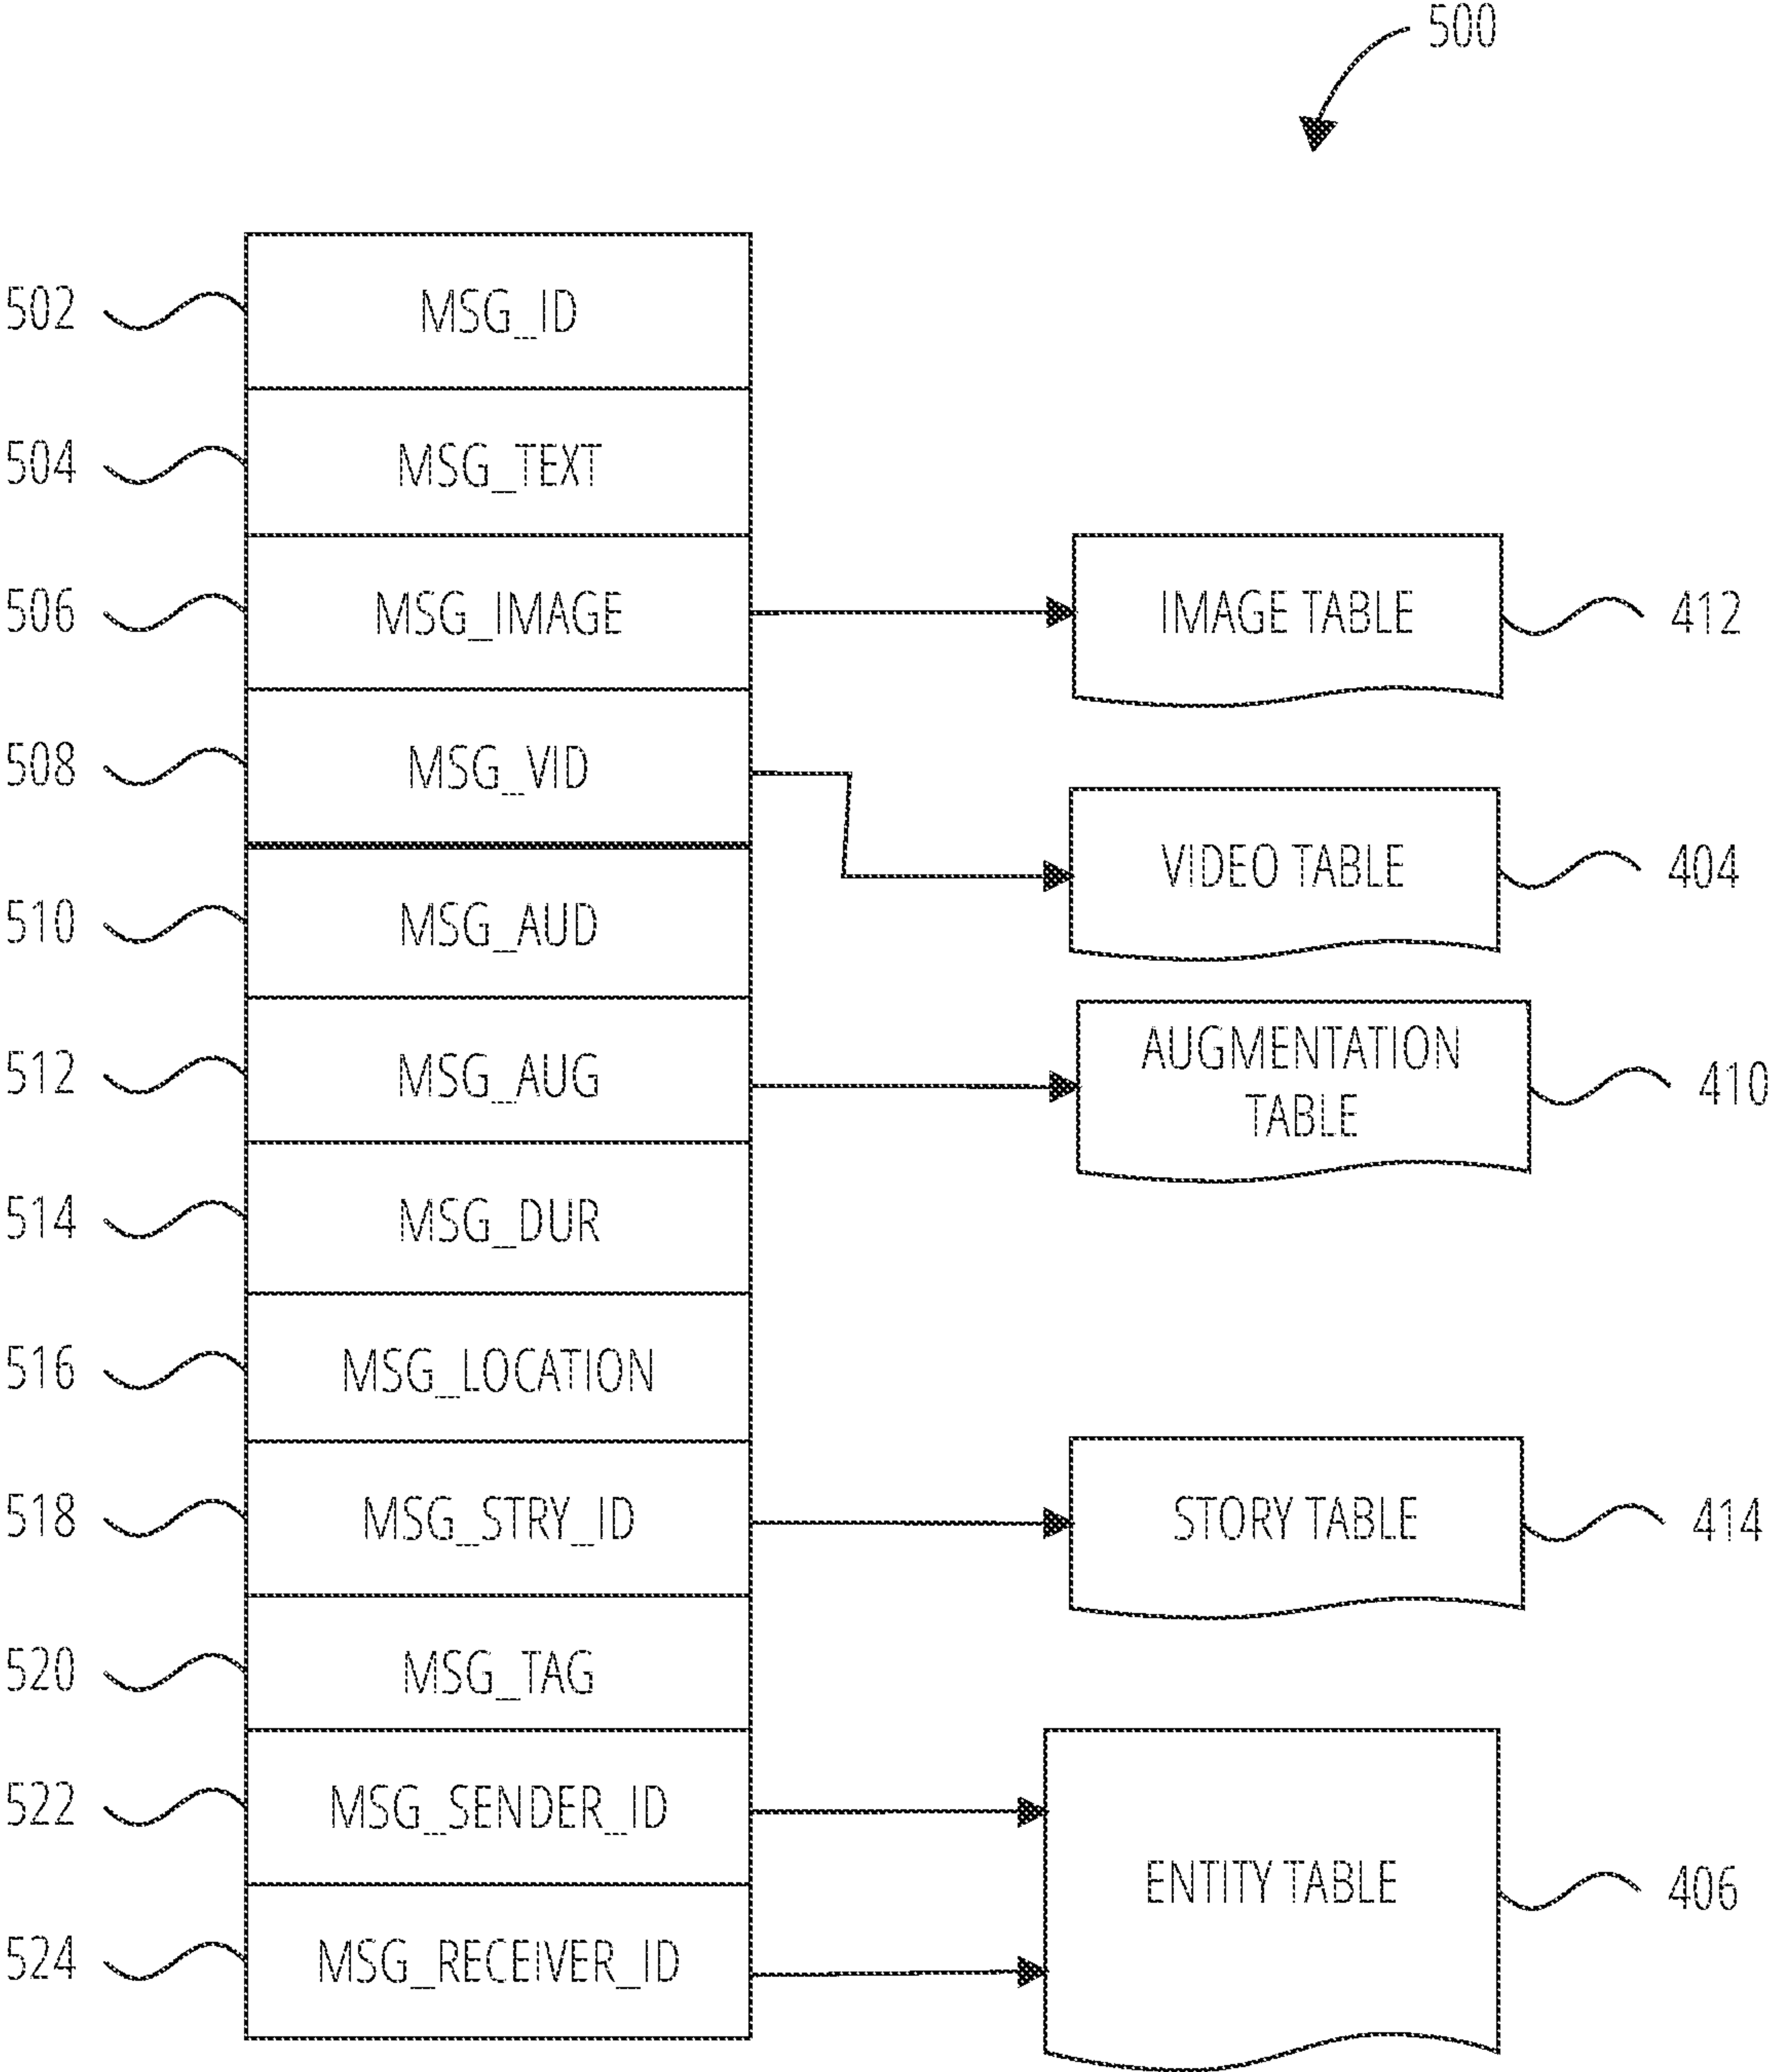 500
502 MSG_ID
504 MSG_TEXT
506 MSG_IMAGE IMAGE TABLE 412
508 MSG_VID
VIDEO TABLE 404
510 MSG_AUD
512 MSG_AUG AUGMENTATION
TABLE 410
514 MSG_DUR
516 MSG_LOCATION
518 MSG_STRY_ID STORY TABLE 414
520 MSG_TAG
522 MSG_SENDER_ID
ENTITY TABLE 406
524 MSG_RECEIVER_ID